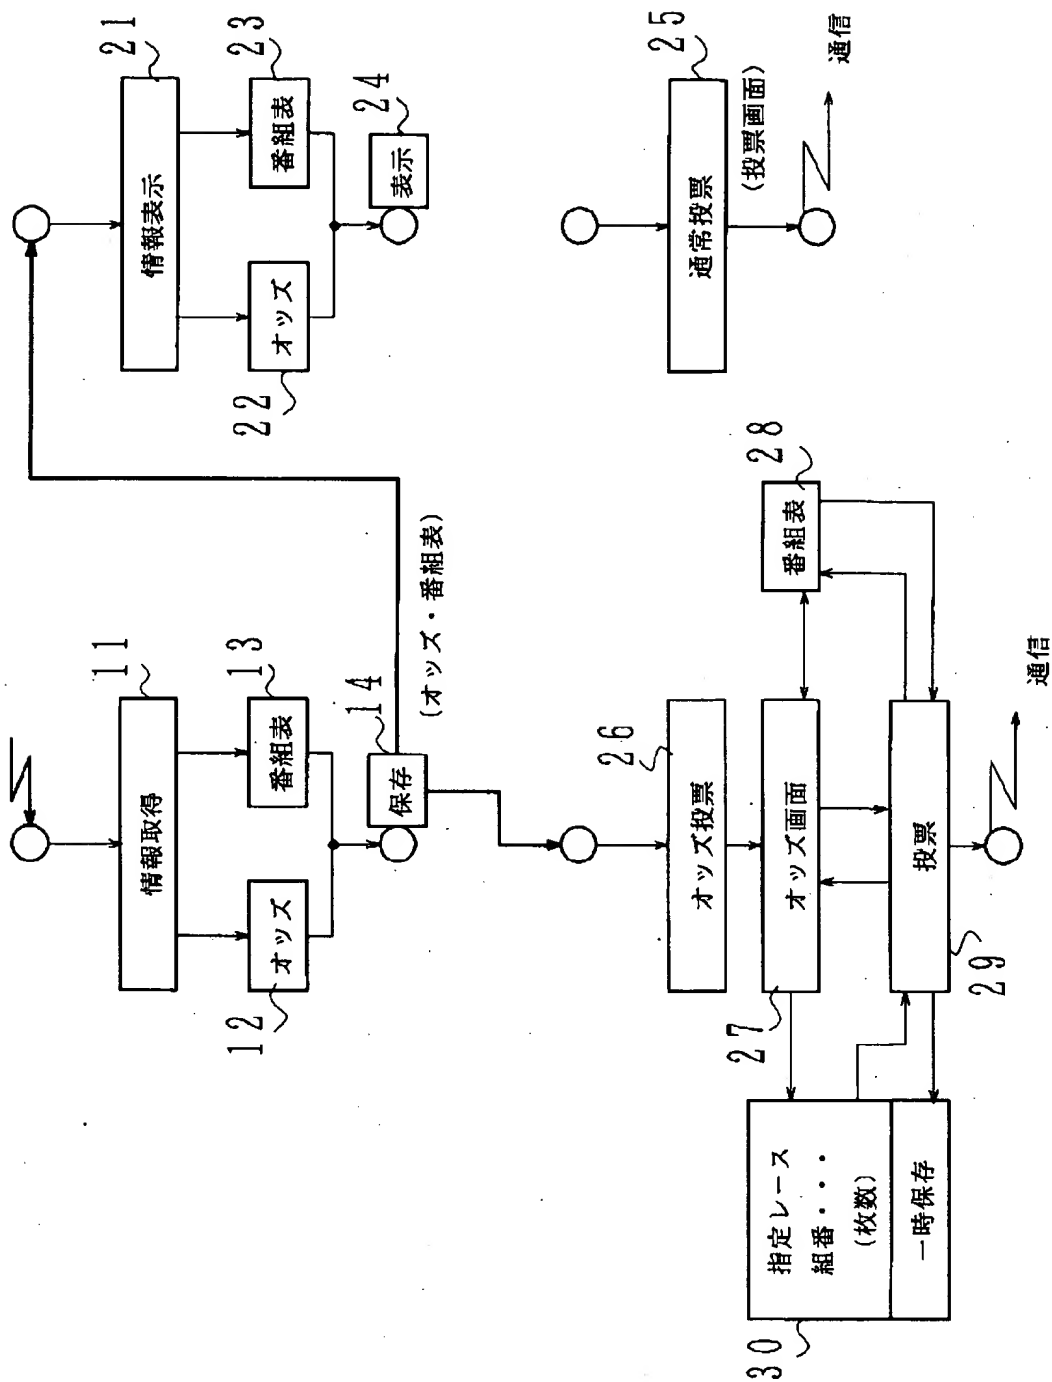 11
情報取得
12
オッズ
13
番組表
14
保存
(オッズ・番組表)
21
情報表示
22
オッズ
23
番組表
24
表示
25
通常投票
(投票画面)
通信
26
オッズ投票
27
オッズ画面
28
番組表
29
投票
通信
30
指定レース
組番・・・・
(枚数)
一時保存